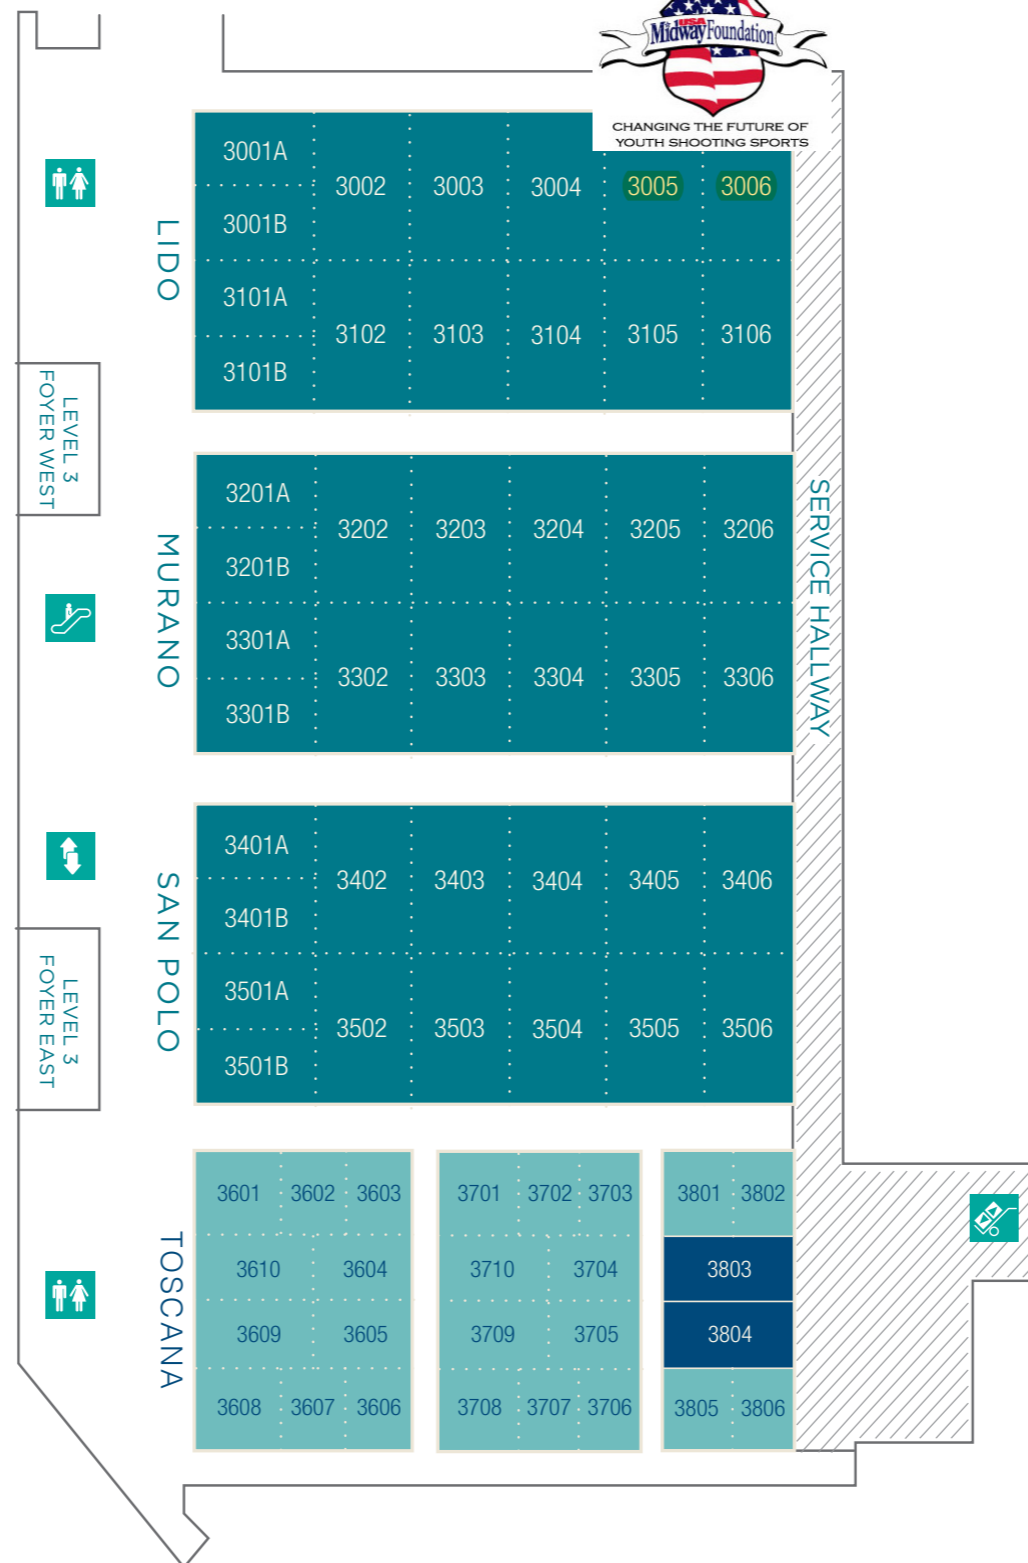 USA
MidwayFoundation
CHANGING THE FUTURE OF
YOUTH SHOOTING SPORTS
LIDO
3001A
3001B
3002
3003
3004
3005
3006
3101A
3101B
3102
3103
3104
3105
3106
LEVEL 3
FOYER WEST
MURANO
3201A
3201B
3202
3203
3204
3205
3206
3301A
3301B
3302
3303
3304
3305
3306
SERVICE HALLWAY
SAN POLO
3401A
3401B
3402
3403
3404
3405
3406
3501A
3501B
3502
3503
3504
3505
3506
LEVEL 3
FOYER EAST
TOSCANA
3601 3602 3603
3610 3604
3609 3605
3608 3607 3606
3701 3702 3703
3710 3704
3709 3705
3708 3707 3706
3801 3802
3803
3804
3805 3806